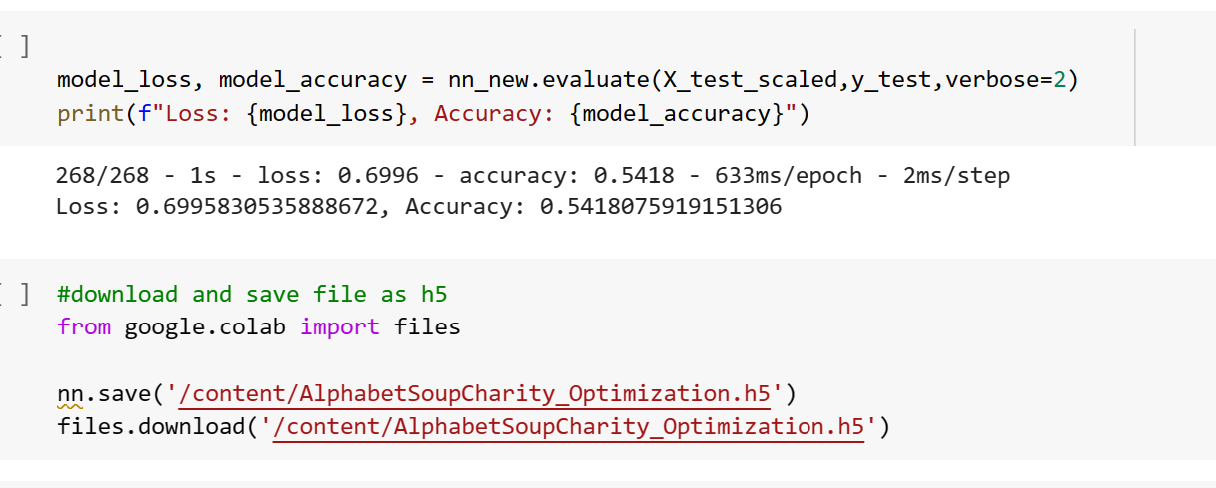 [ ]
model_loss, model_accuracy = nn_new.evaluate(X_test_scaled,y_test,verbose=2)
print(f"Loss: {model_loss}, Accuracy: {model_accuracy}")
268/268 - 1s - loss: 0.6996 - accuracy: 0.5418 - 633ms/epoch - 2ms/step
Loss: 0.6995830535888672, Accuracy: 0.5418075919151306
[ ] #download and save file as h5
from google.colab import files
nn.save('/content/AlphabetSoupCharity_Optimization.h5')
files.download('/content/AlphabetSoupCharity_Optimization.h5')